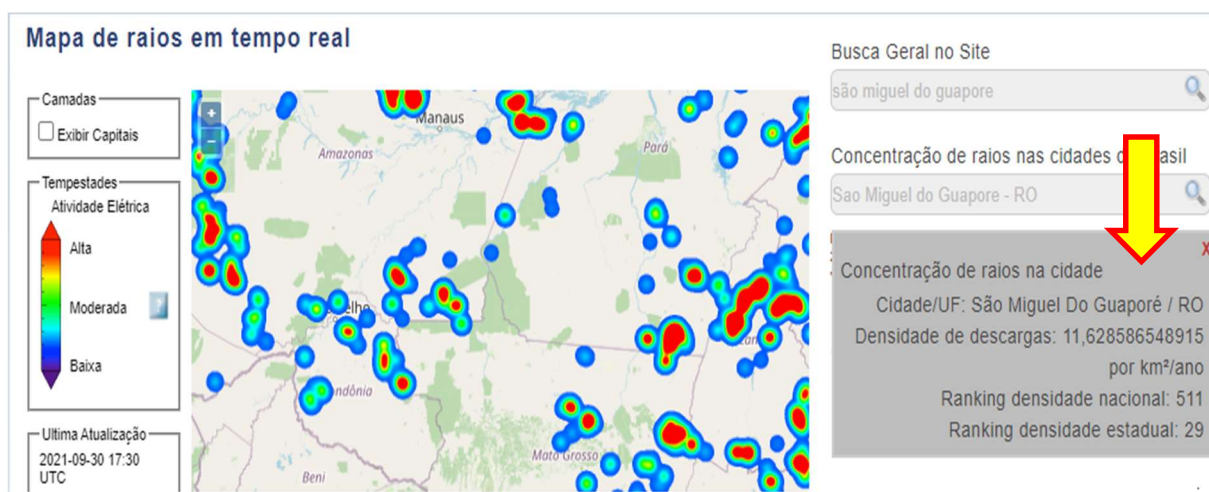 Mapa de raios em tempo real
Camadas
Exibir Capitais
Tempestades
Atividade Elétrica
Alta
Moderada
?
Baixa
Ultima Atualização
2021-09-30 17:30
UTC
+
−
Manaus
Amazonas
Pará
Mato Grosso
Beni
Busca Geral no Site
são miguel do guapore
Concentração de raios nas cidades
Sao Miguel do Guapore - RO
X
Concentração de raios na cidade
Cidade/UF: São Miguel Do Guaporé / RO
Densidade de descargas: 11,628586548915
por km²/ano
Ranking densidade nacional: 511
Ranking densidade estadual: 29